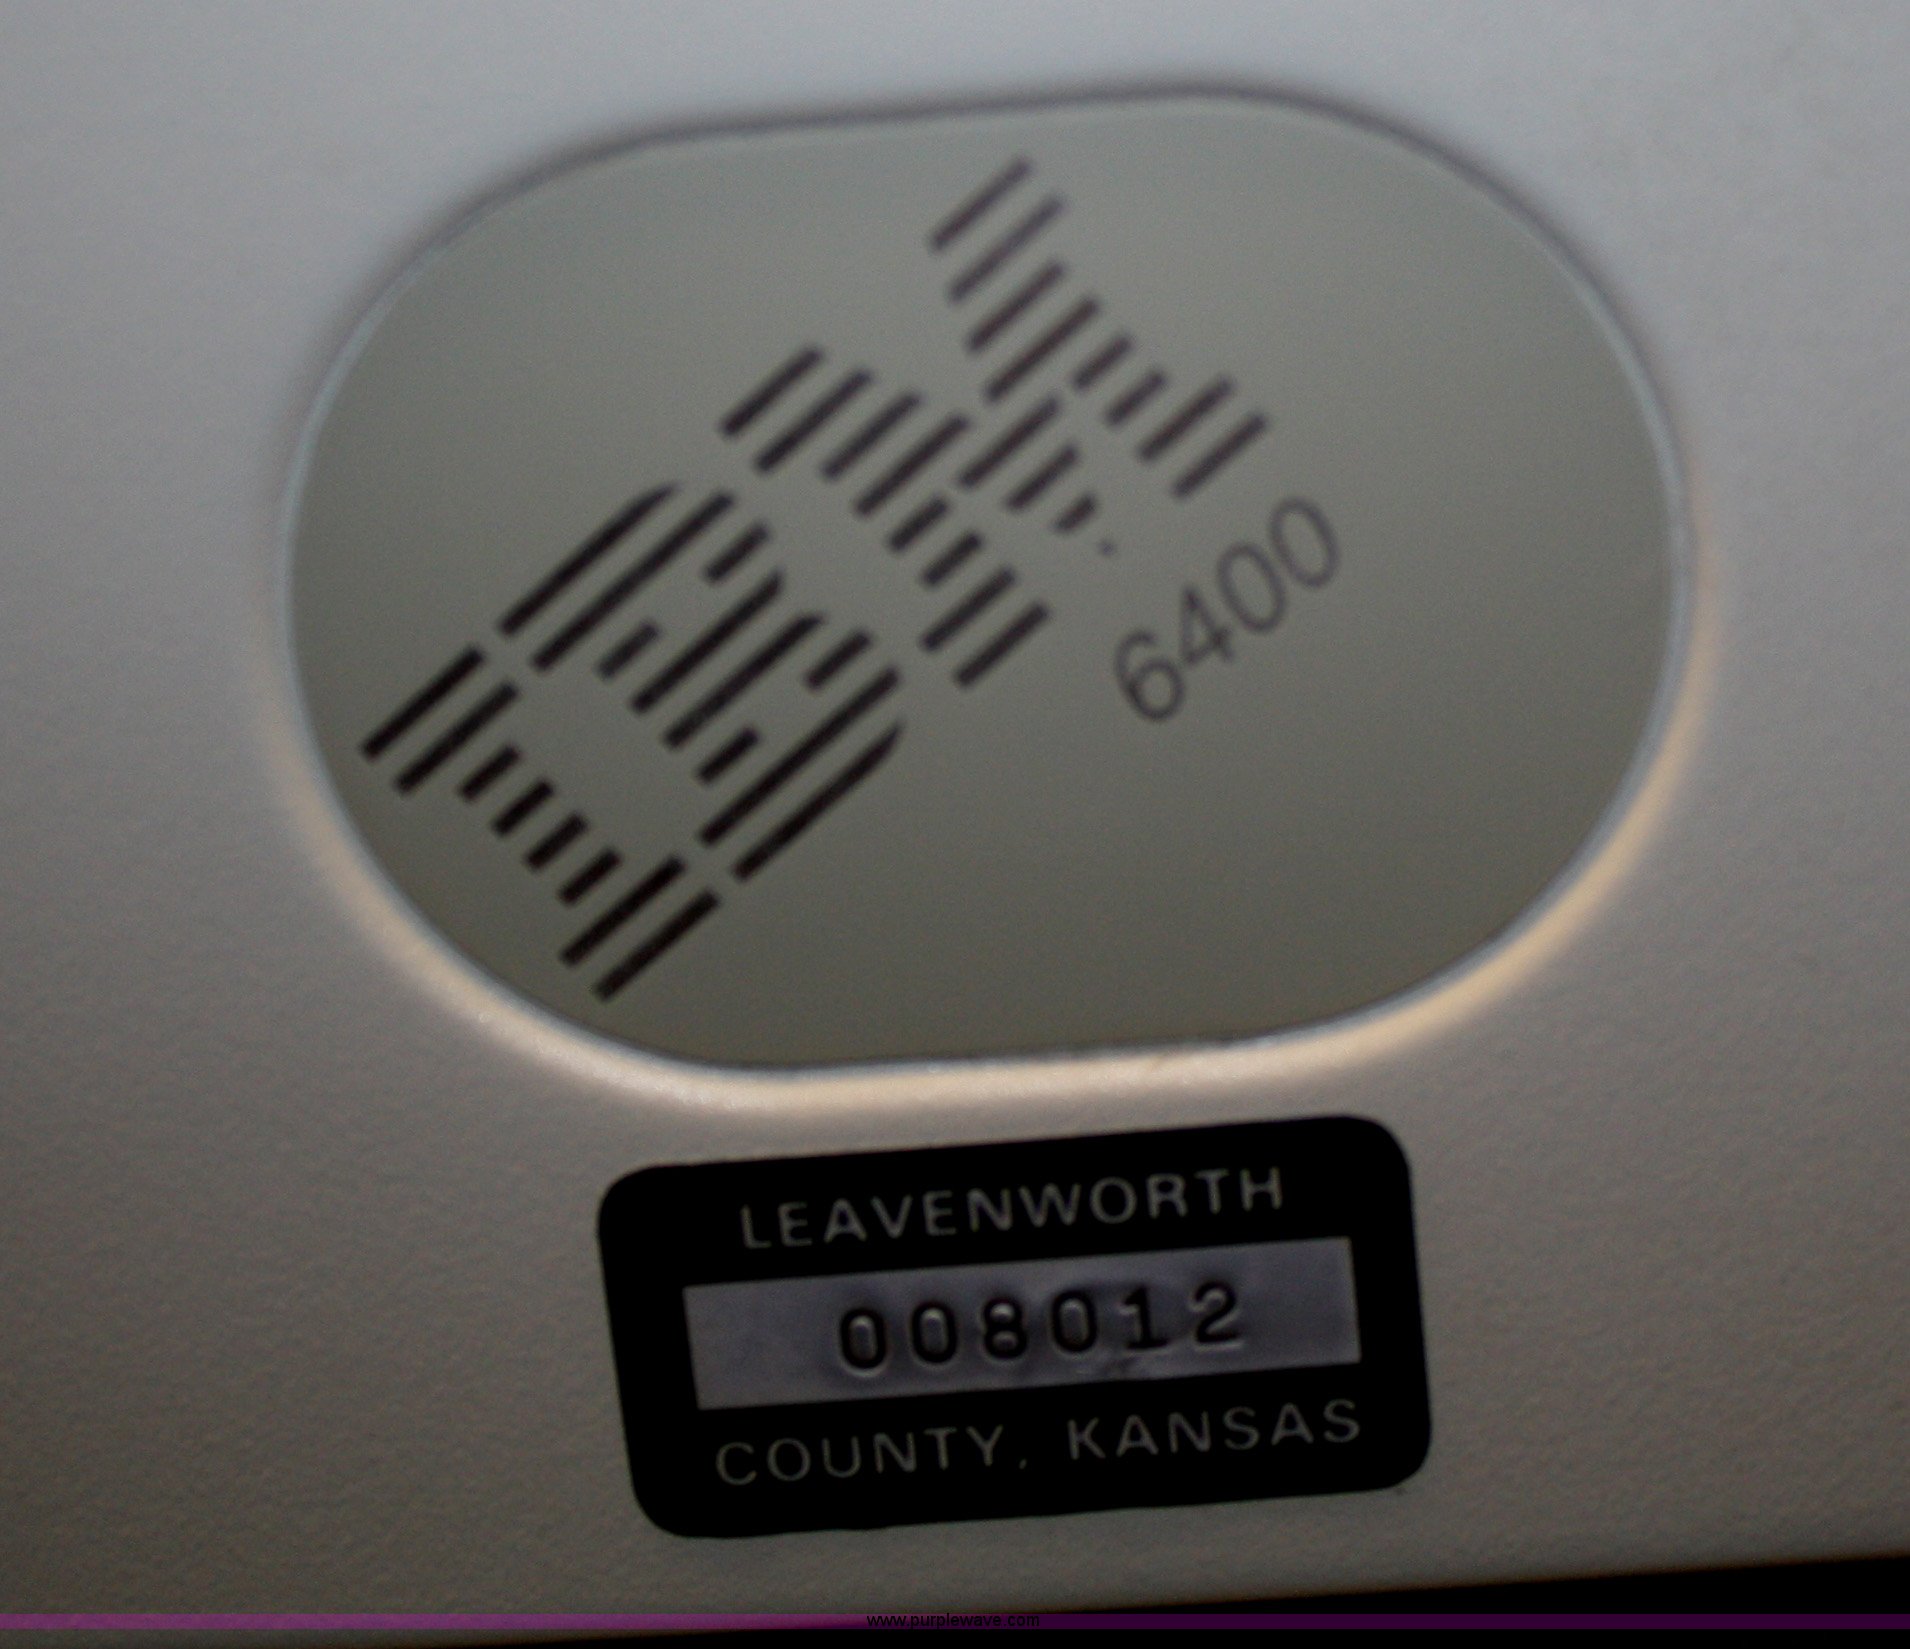 IBM
6400
LEAVENWORTH
008012
COUNTY, KANSAS
www.purplewave.com